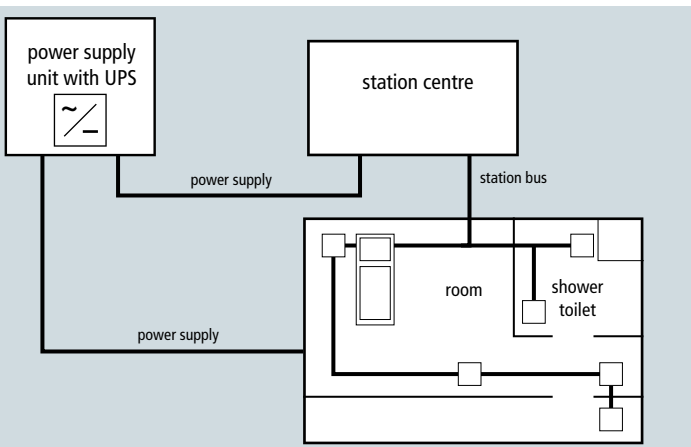 power supply
unit with UPS
~
–
station centre
power supply
station bus
room
shower
toilet
power supply